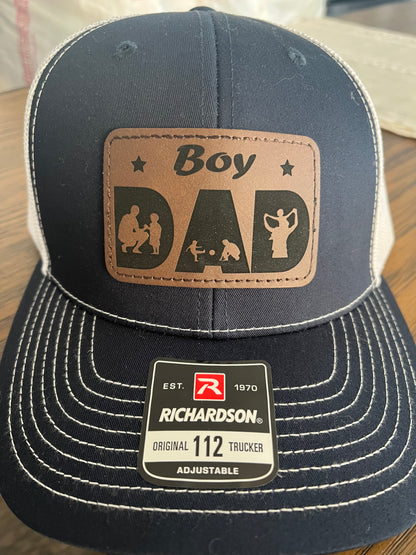 Boy
DAD
EST. R 1970
RICHARDSON®
ORIGINAL 112 TRUCKER
ADJUSTABLE